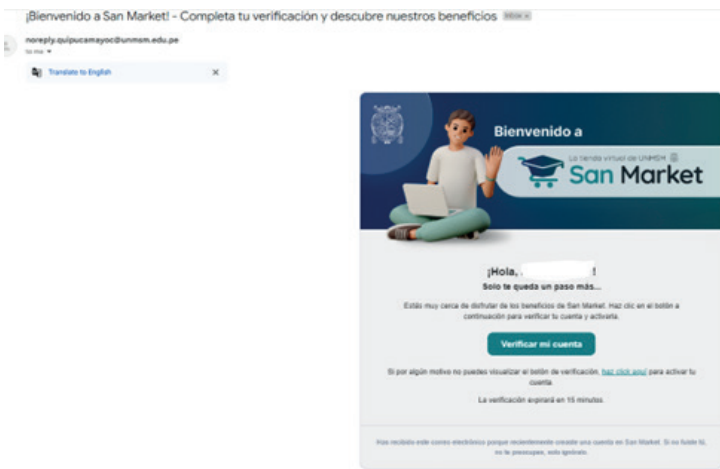 ¡Bienvenido a San Market! - Completa tu verificación y descubre nuestros beneficios Inbox x
noreply.quipucamayoc@unmsm.edu.pe
to me
Translate to English
Bienvenido a
La tienda virtual de UNMSM
San Market
¡Hola, !
Solo te queda un paso más...
Estás muy cerca de disfrutar de los beneficios de San Market. Haz clic en el botón a
continuación para verificar tu cuenta y activarla.
Verificar mi cuenta
Si por algún motivo no puedes visualizar el botón de verificación, haz click aquí para activar tu
cuenta
La verificación expirará en 15 minutos
Has recibido este correo electrónico porque recientemente creaste una cuenta en San Market. Si no fuiste tú,
no te preocupes, solo ignóralo.